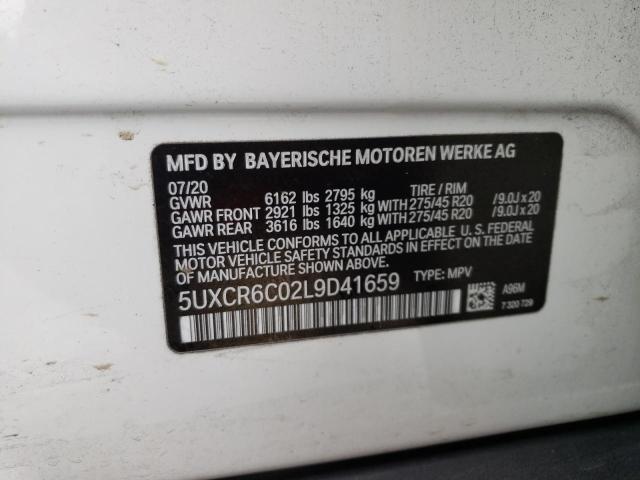 MFD BY BAYERISCHE MOTOREN WERKE AG
07/20 TIRE / RIM
GVWR 6162 lbs 2795 kg
GAWR FRONT 2921 lbs 1325 kg WITH 275/45 R20 /9.0J x 20
GAWR REAR 3616 lbs 1640 kg WITH 275/45 R20 /9.0J x 20
THIS VEHICLE CONFORMS TO ALL APPLICABLE U. S. FEDERAL
MOTOR VEHICLE SAFETY STANDARDS IN EFFECT ON THE DATE
OF MANUFACTURE SHOWN ABOVE.
5UXCR6C02L9D41659 TYPE: MPV
A96M
7 320 729